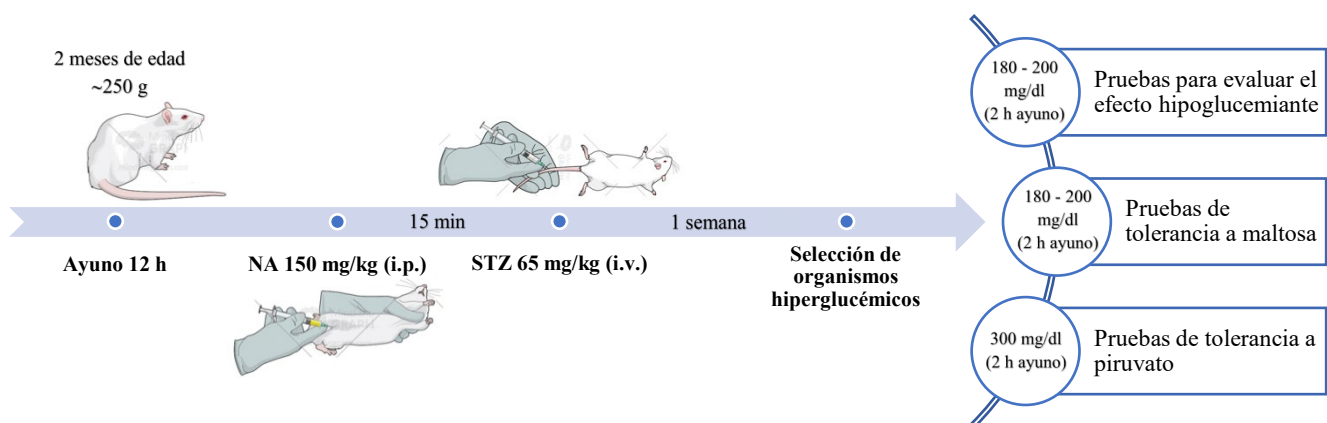 2 meses de edad
~250 g
15 min
1 semana
Ayuno 12 h
NA 150 mg/kg (i.p.)
STZ 65 mg/kg (i.v.)
Selección de
organismos
hiperglucémicos
180 - 200
mg/dl
(2 h ayuno)
Pruebas para evaluar el
efecto hipoglucemiante
180 - 200
mg/dl
(2 h ayuno)
Pruebas de
tolerancia a maltosa
300 mg/dl
(2 h ayuno)
Pruebas de tolerancia a
piruvato